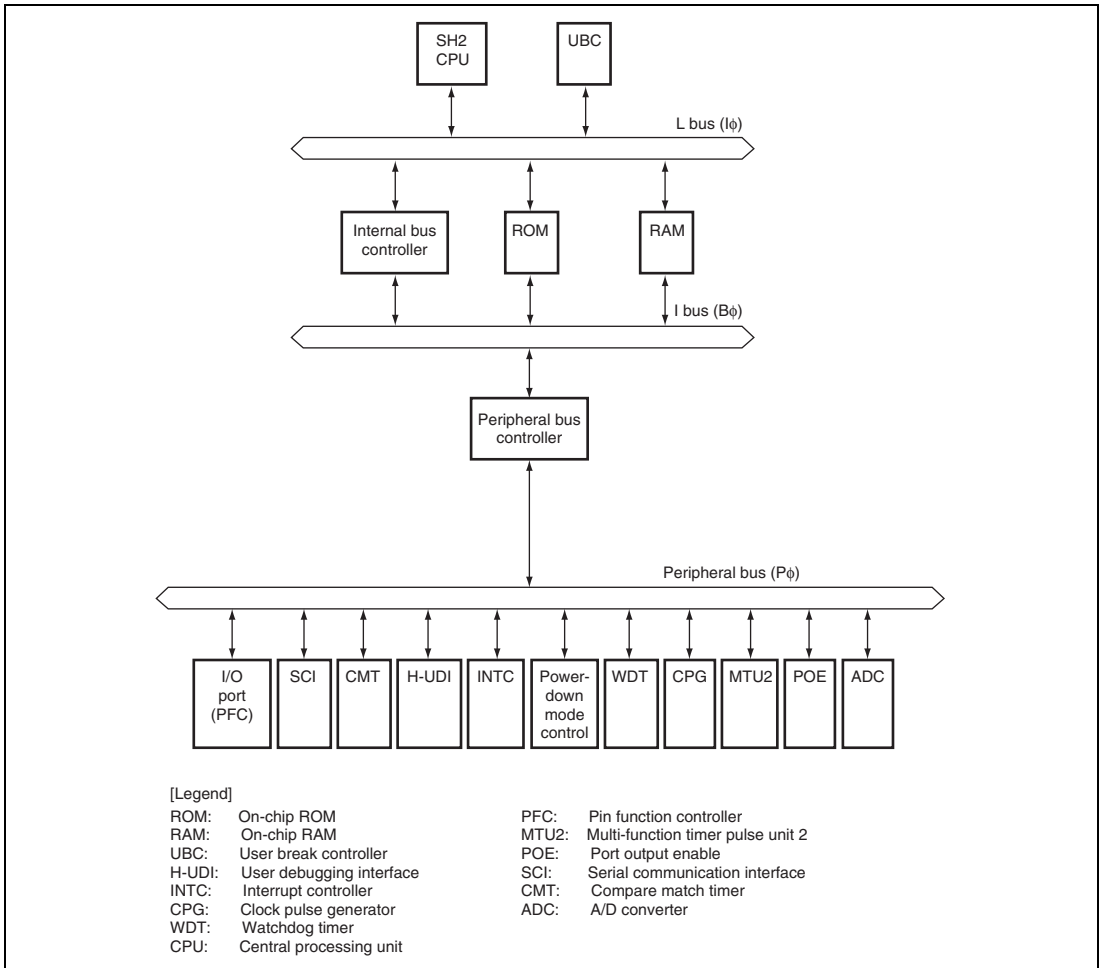 SH2
CPU
UBC
L bus (Iϕ)
Internal bus
controller
ROM
RAM
I bus (Bϕ)
Peripheral bus
controller
Peripheral bus (Pϕ)
I/O
port
(PFC)
SCI
CMT
H-UDI
INTC
Power-
down
mode
control
WDT
CPG
MTU2
POE
ADC
[Legend]
ROM: On-chip ROM
RAM: On-chip RAM
UBC: User break controller
H-UDI: User debugging interface
INTC: Interrupt controller
CPG: Clock pulse generator
WDT: Watchdog timer
CPU: Central processing unit
PFC: Pin function controller
MTU2: Multi-function timer pulse unit 2
POE: Port output enable
SCI: Serial communication interface
CMT: Compare match timer
ADC: A/D converter